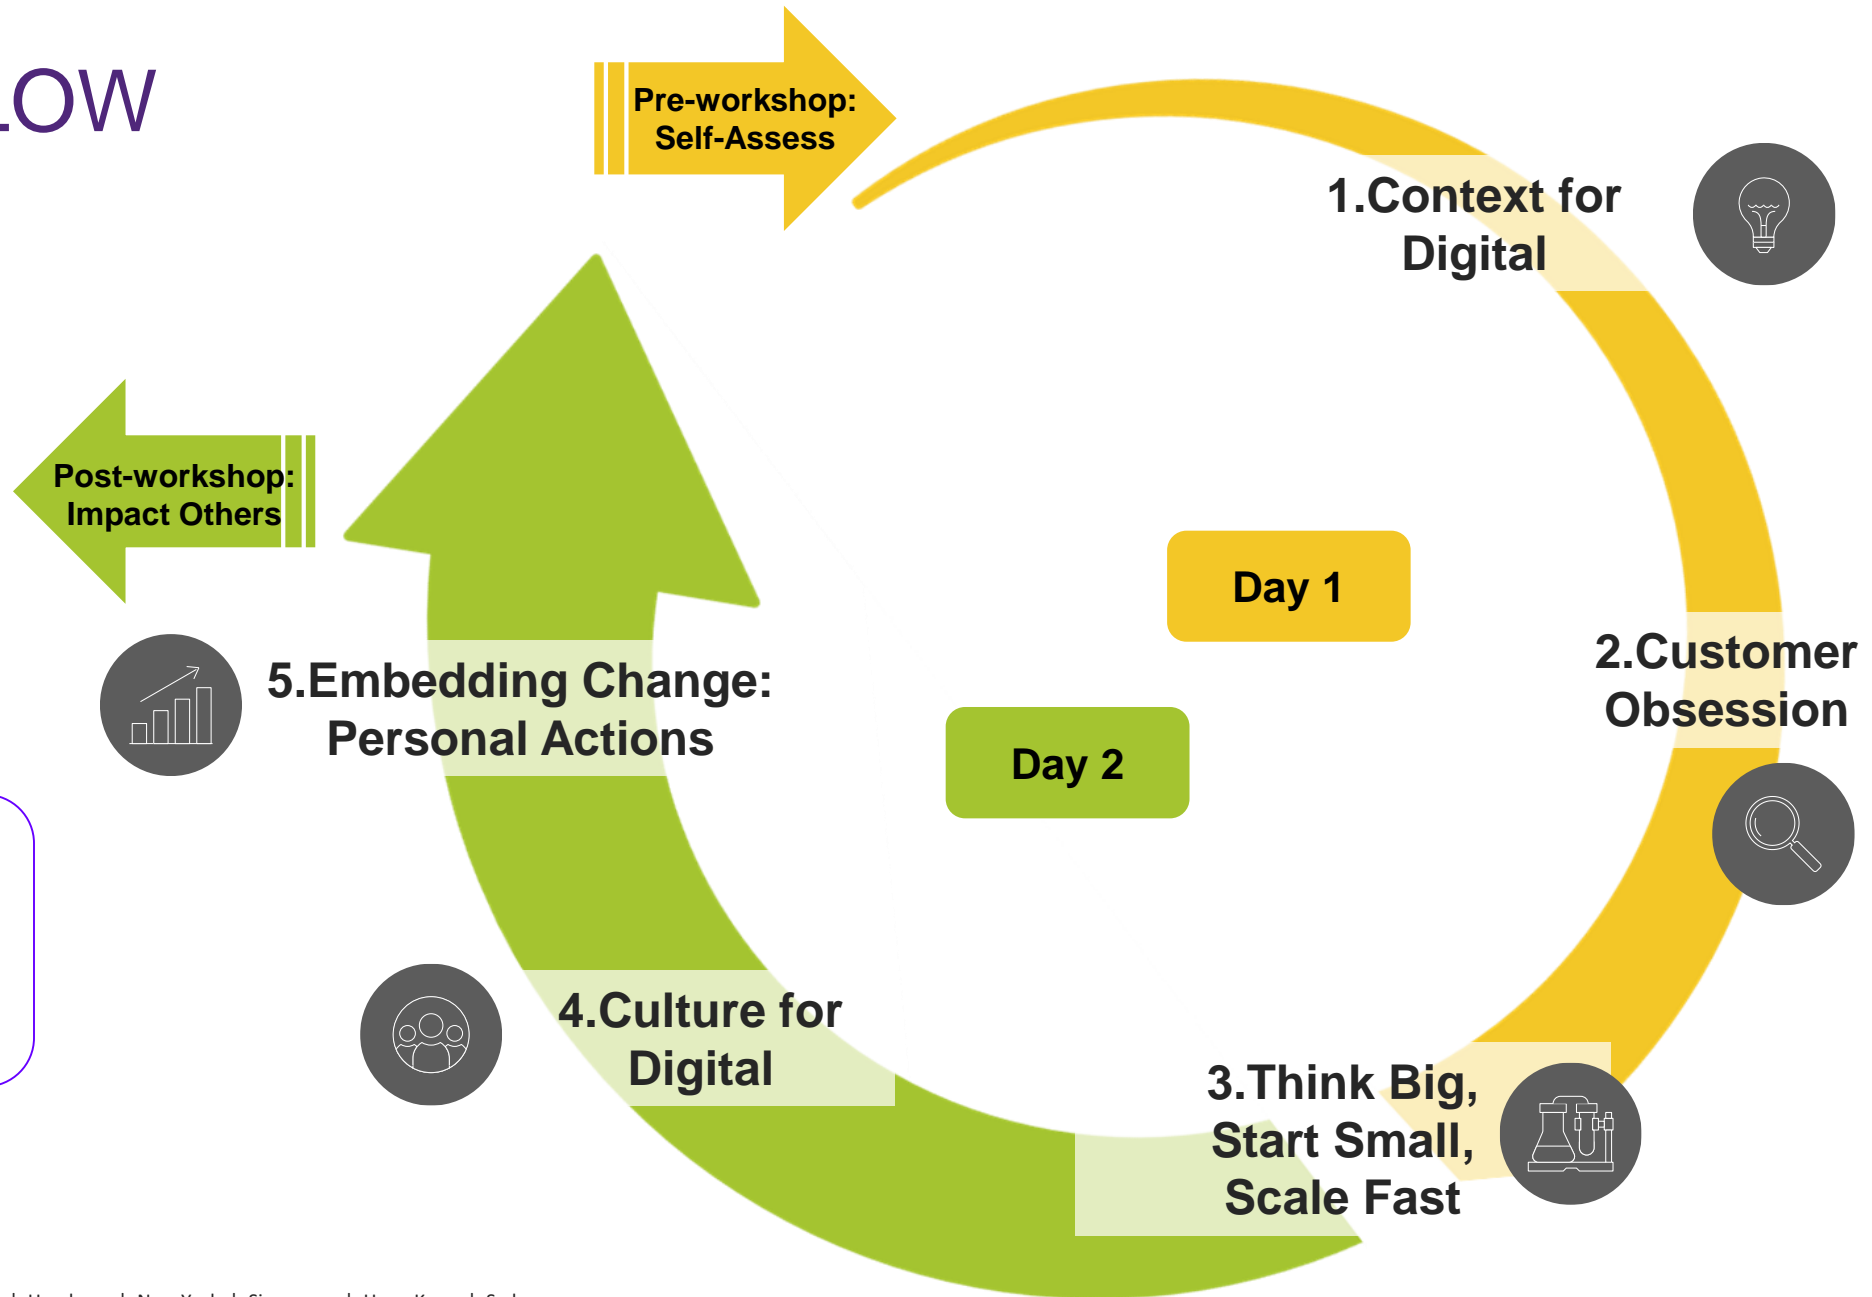 LOW
Pre-workshop:
Self-Assess
1.Context for
Digital
Post-workshop:
Impact Others
Day 1
2.Customer
Obsession
5.Embedding Change:
Personal Actions
Day 2
4.Culture for
Digital
3.Think Big,
Start Small,
Scale Fast